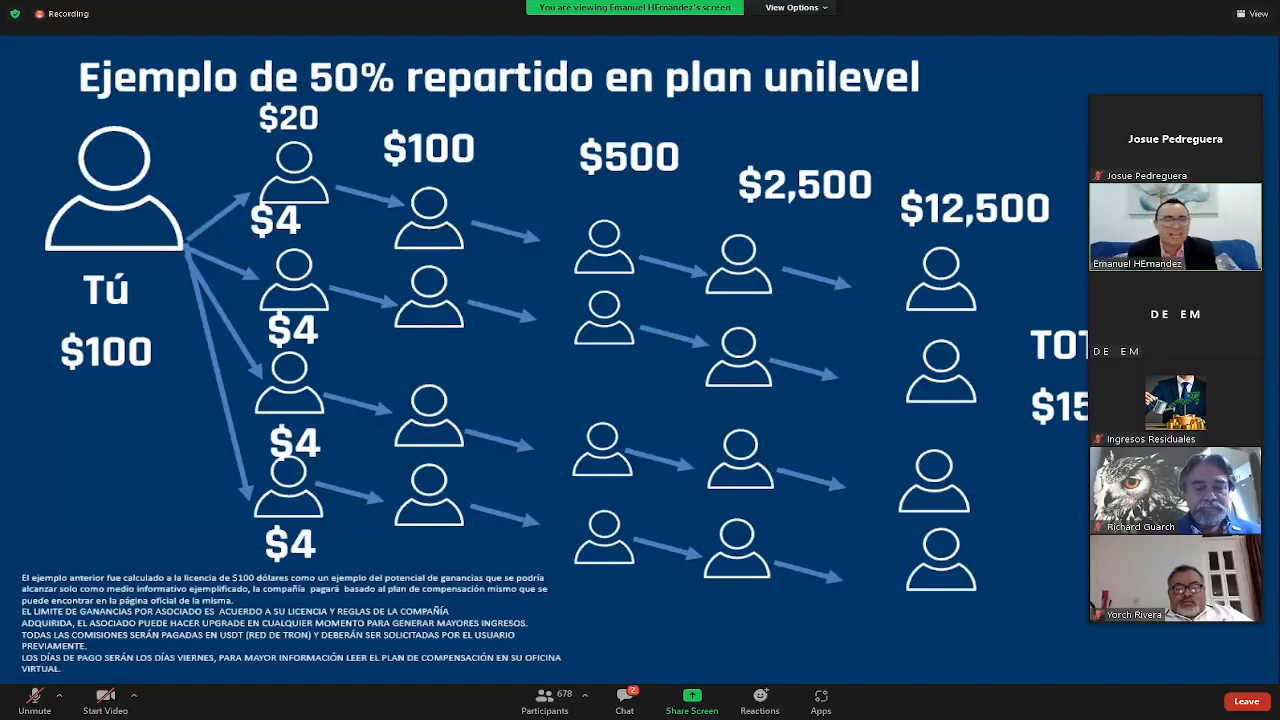 Recording
You are viewing Emanuel HErnandez's screen
View Options
View
Ejemplo de 50% repartido en plan unilevel
$20
$100
$500
$2,500
$12,500
$4
$4
$4
$4
Tú
$100
TOT
$15
El ejemplo anterior fue calculado a la licencia de $100 dólares como un ejemplo del potencial de ganancias que se podría
alcanzar solo como medio informativo ejemplificado, la compañía pagará basado al plan de compensación mismo que se
puede encontrar en la página oficial de la misma.
EL LIMITE DE GANANCIAS POR ASOCIADO ES ACUERDO A SU LICENCIA Y REGLAS DE LA COMPAÑÍA
ADQUIRIDA, EL ASOCIADO PUEDE HACER UPGRADE EN CUALQUIER MOMENTO PARA GENERAR MAYORES INGRESOS.
TODAS LAS COMISIONES SERÁN PAGADAS EN USDT (RED DE TRON) Y DEBERÁN SER SOLICITADAS POR EL USUARIO
PREVIAMENTE.
LOS DÍAS DE PAGO SERÁN LOS DÍAS VIERNES, PARA MAYOR INFORMACIÓN LEER EL PLAN DE COMPENSACIÓN EN SU OFICINA
VIRTUAL.
Josue Pedreguera
Josue Pedreguera
Emanuel HErnandez
D E E M
D E E M
Ingresos Residuales
Richard Guarch
Yorch Rivera
Unmute
Start Video
678
Participants
2
Chat
Share Screen
Reactions
Apps
Leave